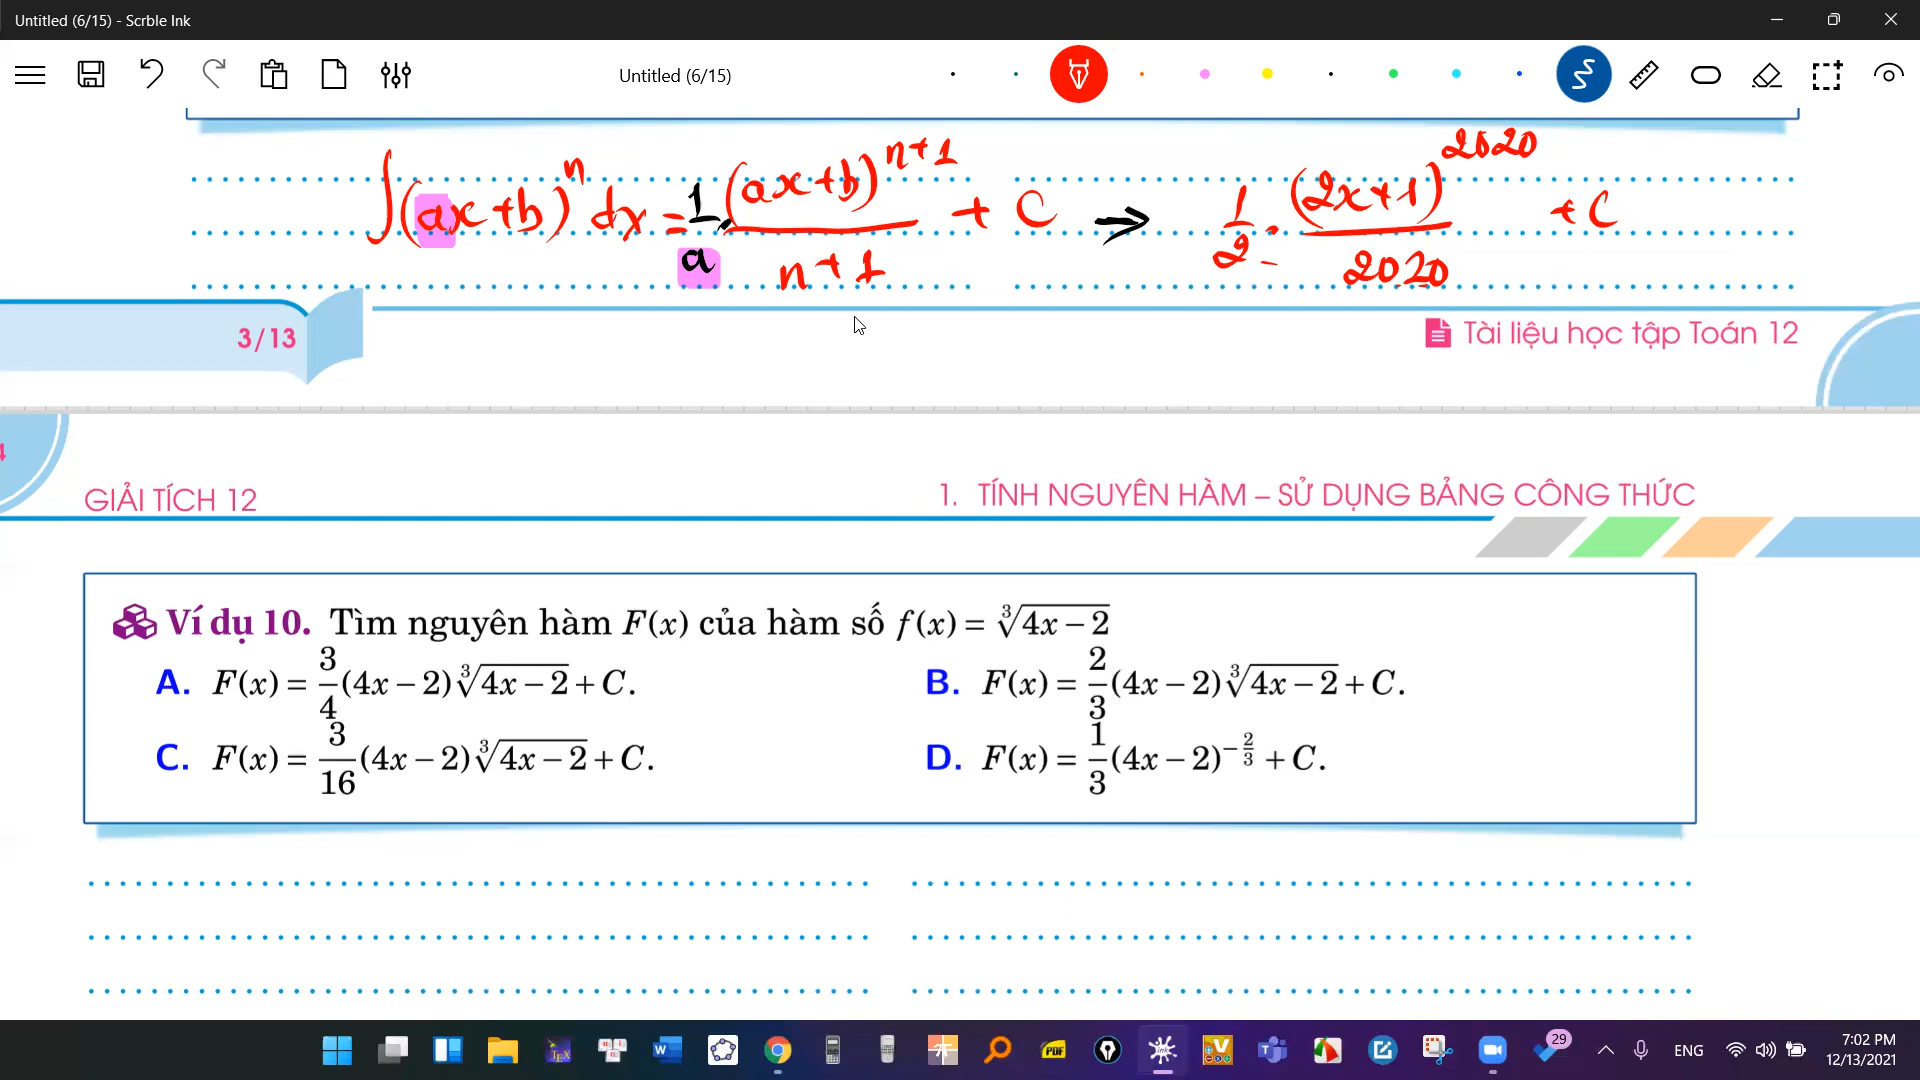 Untitled (6/15) - Scrble Ink
Untitled (6/15)
∫(ax+b)^n dx = 1/a . (ax+b)^{n+1}/(n+1) + C ⇒ 1/2 . (2x+1)^{2020}/2020 + C
3/13
Tài liệu học tập Toán 12
4
GIẢI TÍCH 12
1. TÍNH NGUYÊN HÀM – SỬ DỤNG BẢNG CÔNG THỨC
Ví dụ 10. Tìm nguyên hàm F(x) của hàm số f(x) = ∛(4x − 2)
A. F(x) = 3/4 (4x − 2) ∛(4x − 2) + C.
B. F(x) = 2/3 (4x − 2) ∛(4x − 2) + C.
C. F(x) = 3/16 (4x − 2) ∛(4x − 2) + C.
D. F(x) = 1/3 (4x − 2)^{−2/3} + C.
29
ENG
7:02 PM
12/13/2021